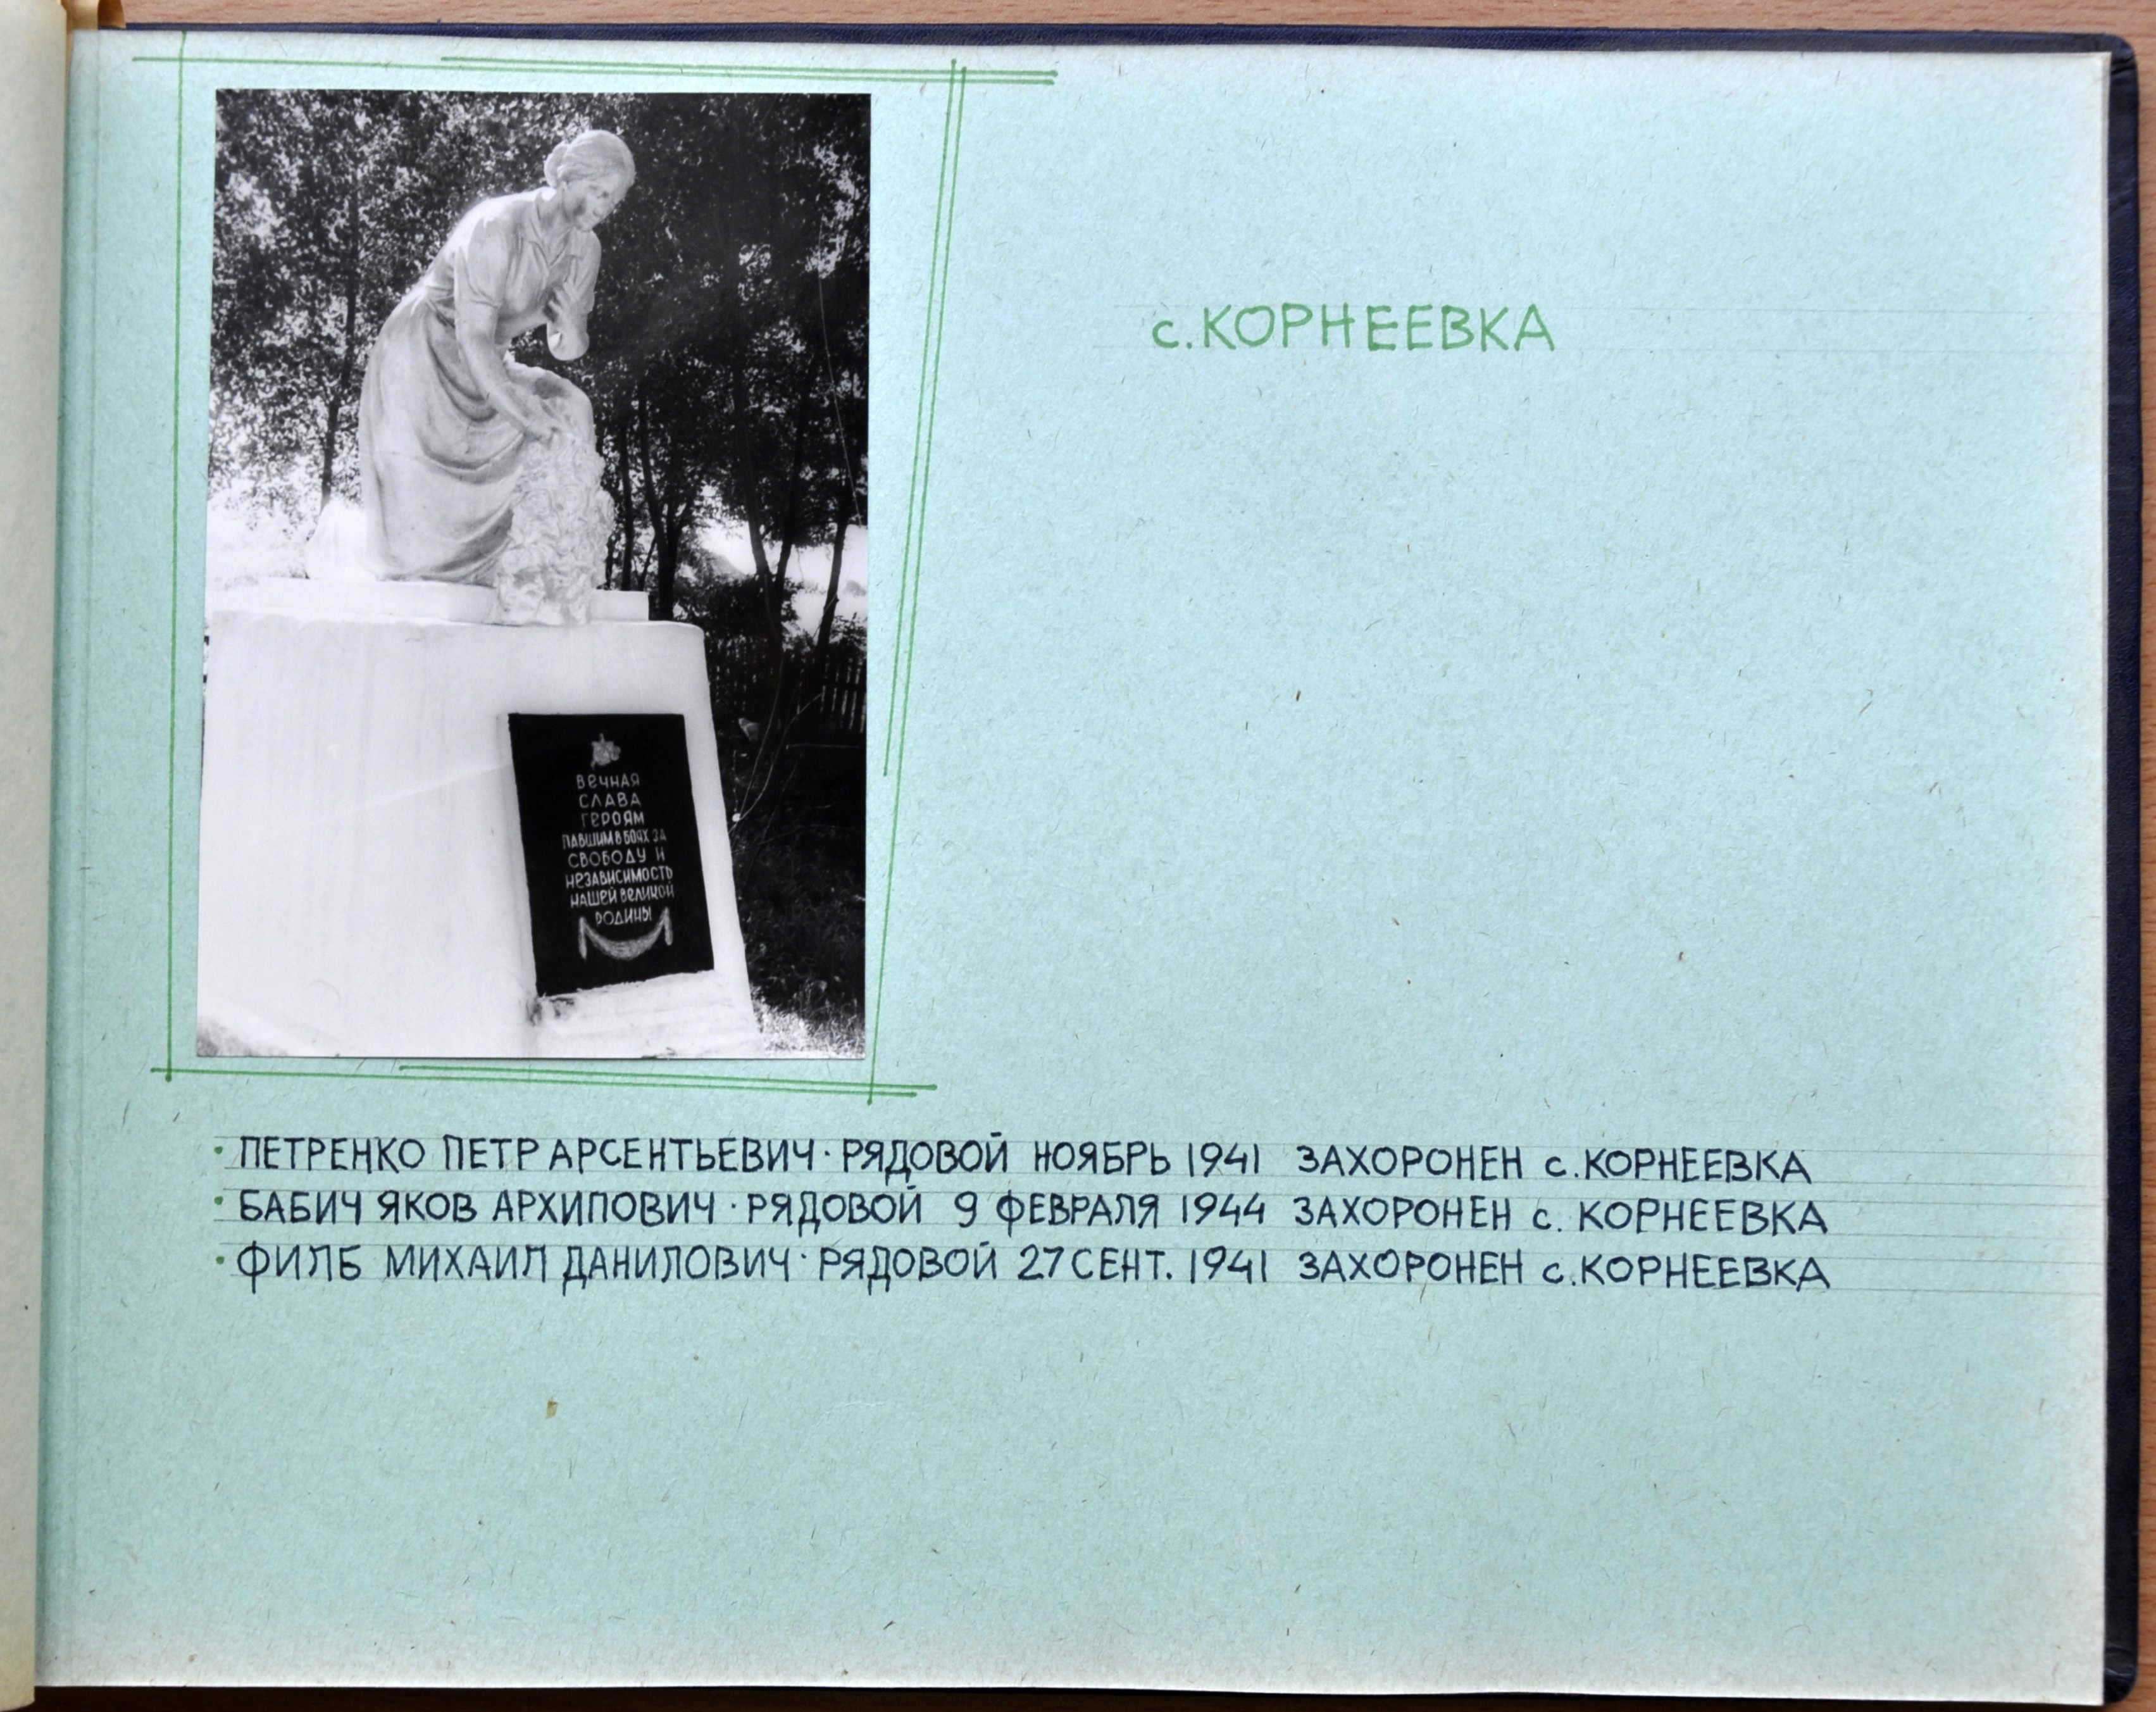 с. КОРНЕЕВКА
ВЕЧНАЯ
СЛАВА
ГЕРОЯМ
ПАВШИМ В БОЯХ ЗА
СВОБОДУ И
НЕЗАВИСИМОСТЬ
НАШЕЙ ВЕЛИКОЙ
РОДИНЫ
· ПЕТРЕНКО ПЕТР АРСЕНТЬЕВИЧ · РЯДОВОЙ НОЯБРЬ 1941 ЗАХОРОНЕН с. КОРНЕЕВКА
· БАБИЧ ЯКОВ АРХИПОВИЧ · РЯДОВОЙ 9 ФЕВРАЛЯ 1944 ЗАХОРОНЕН с. КОРНЕЕВКА
· ФИЛБ МИХАИЛ ДАНИЛОВИЧ · РЯДОВОЙ 27 СЕНТ. 1941 ЗАХОРОНЕН с. КОРНЕЕВКА